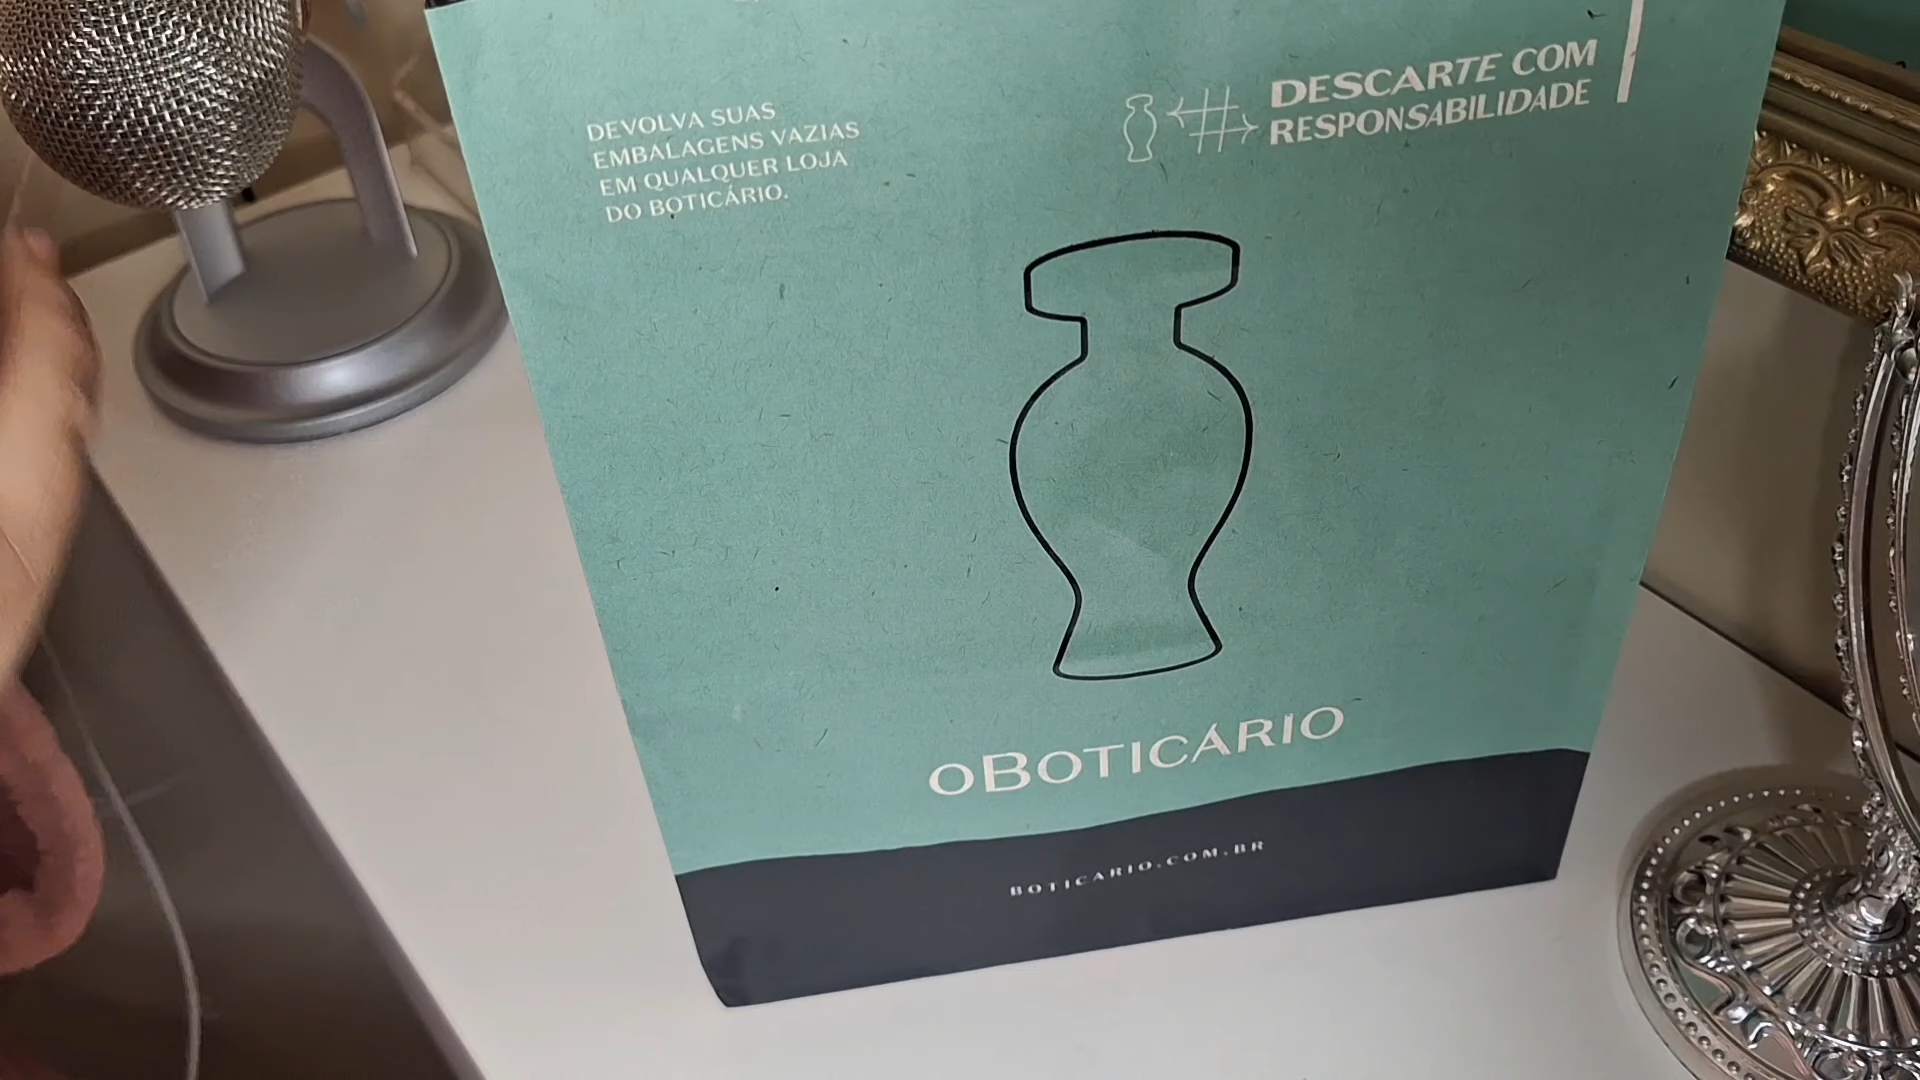 DEVOLVA SUAS
EMBALAGENS VAZIAS
EM QUALQUER LOJA
DO BOTICÁRIO.
# DESCARTE COM
RESPONSABILIDADE
OBOTICÁRIO
BOTICARIO.COM.BR